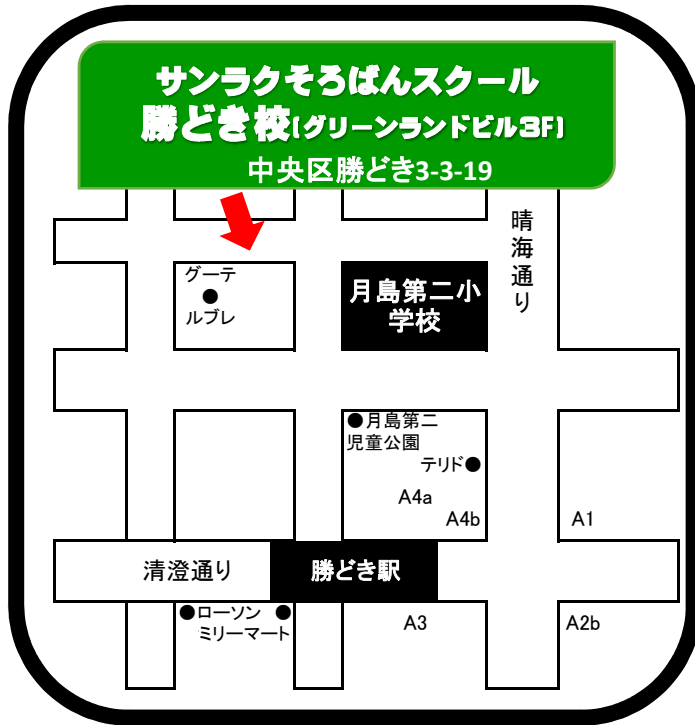 サンラクそろばんスクール
勝どき校(グリーンランドビル3F)
中央区勝どき3-3-19
晴海通り
グーテ
ルブレ
月島第二小
学校
●月島第二
児童公園
テリド●
A4a
A4b
A1
清澄通り
勝どき駅
●ローソン ●
ミリーマート
A3
A2b